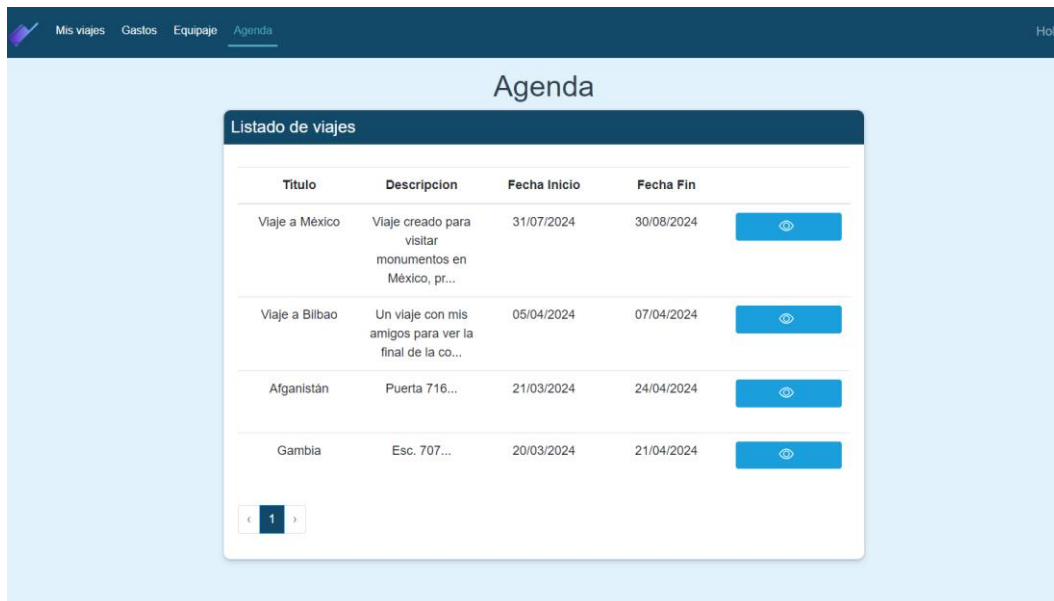 Mis viajes Gastos Equipaje Agenda
Agenda
Listado de viajes
Título Descripcion Fecha Inicio Fecha Fin
Viaje a México Viaje creado para 31/07/2024 30/08/2024
visitar
monumentos en
México, pr...
Viaje a Bilbao Un viaje con mis 05/04/2024 07/04/2024
amigos para ver la
final de la co...
Afganistán Puerta 716... 21/03/2024 24/04/2024
Gambia Esc. 707... 20/03/2024 21/04/2024
‹ 1 ›